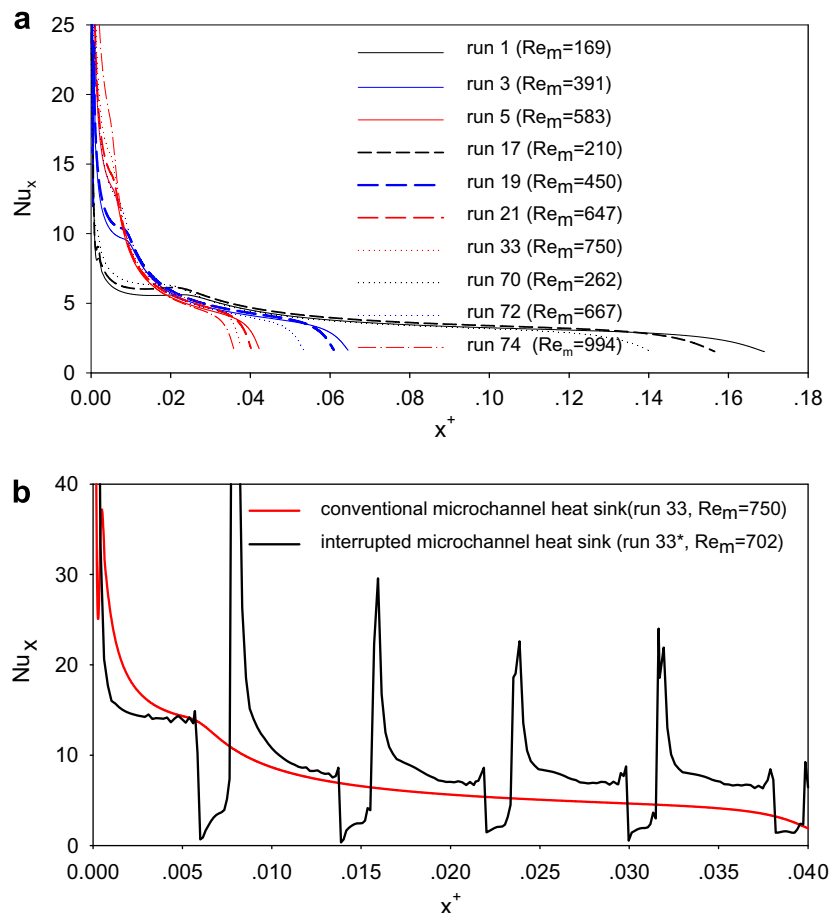 a
25
20
15
10
5
0
Nu_x
run 1 (Re_m=169)
run 3 (Re_m=391)
run 5 (Re_m=583)
run 17 (Re_m=210)
run 19 (Re_m=450)
run 21 (Re_m=647)
run 33 (Re_m=750)
run 70 (Re_m=262)
run 72 (Re_m=667)
run 74 (Re_m=994)
0.00 .02 .04 .06 .08 .10 .12 .14 .16 .18
x^+
b
40
30
20
10
0
Nu_x
conventional microchannel heat sink(run 33, Re_m=750)
interrupted microchannel heat sink (run 33*, Re_m=702)
0.000 .005 .010 .015 .020 .025 .030 .035 .040
x^+